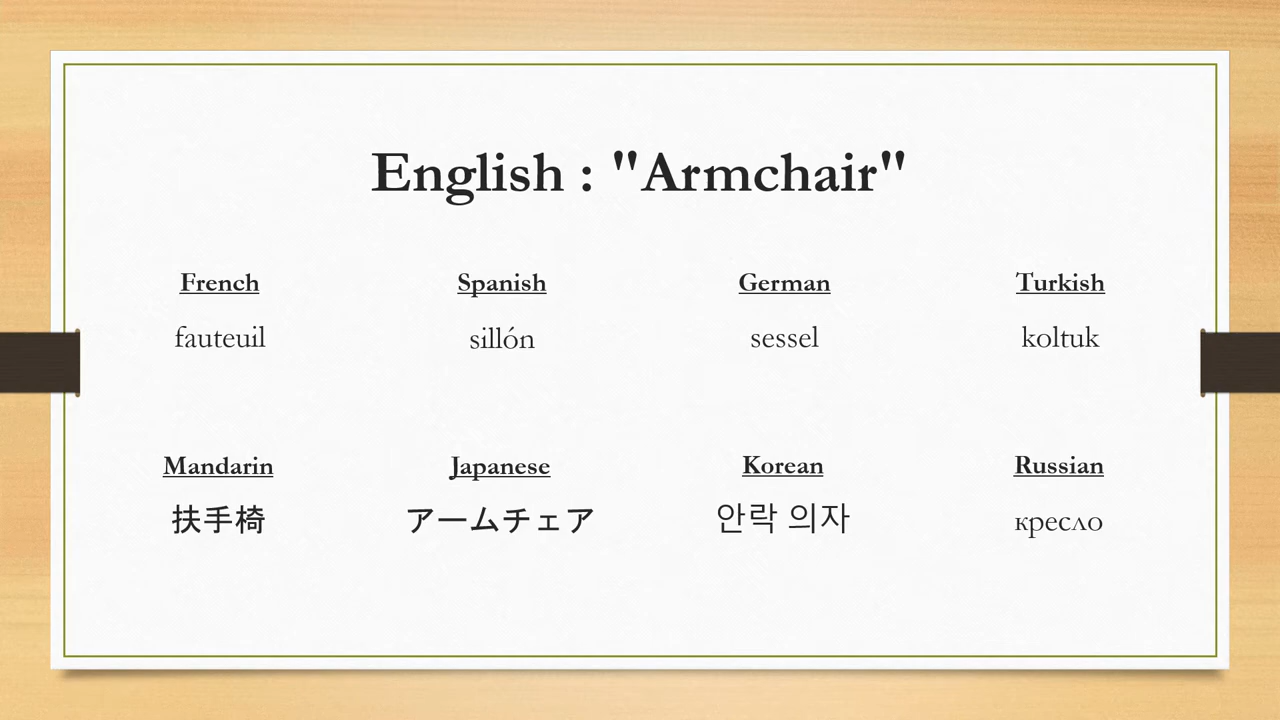 English : "Armchair"
French
fauteuil
Spanish
sillón
German
sessel
Turkish
koltuk
Mandarin
扶手椅
Japanese
アームチェア
Korean
안락 의자
Russian
кресло